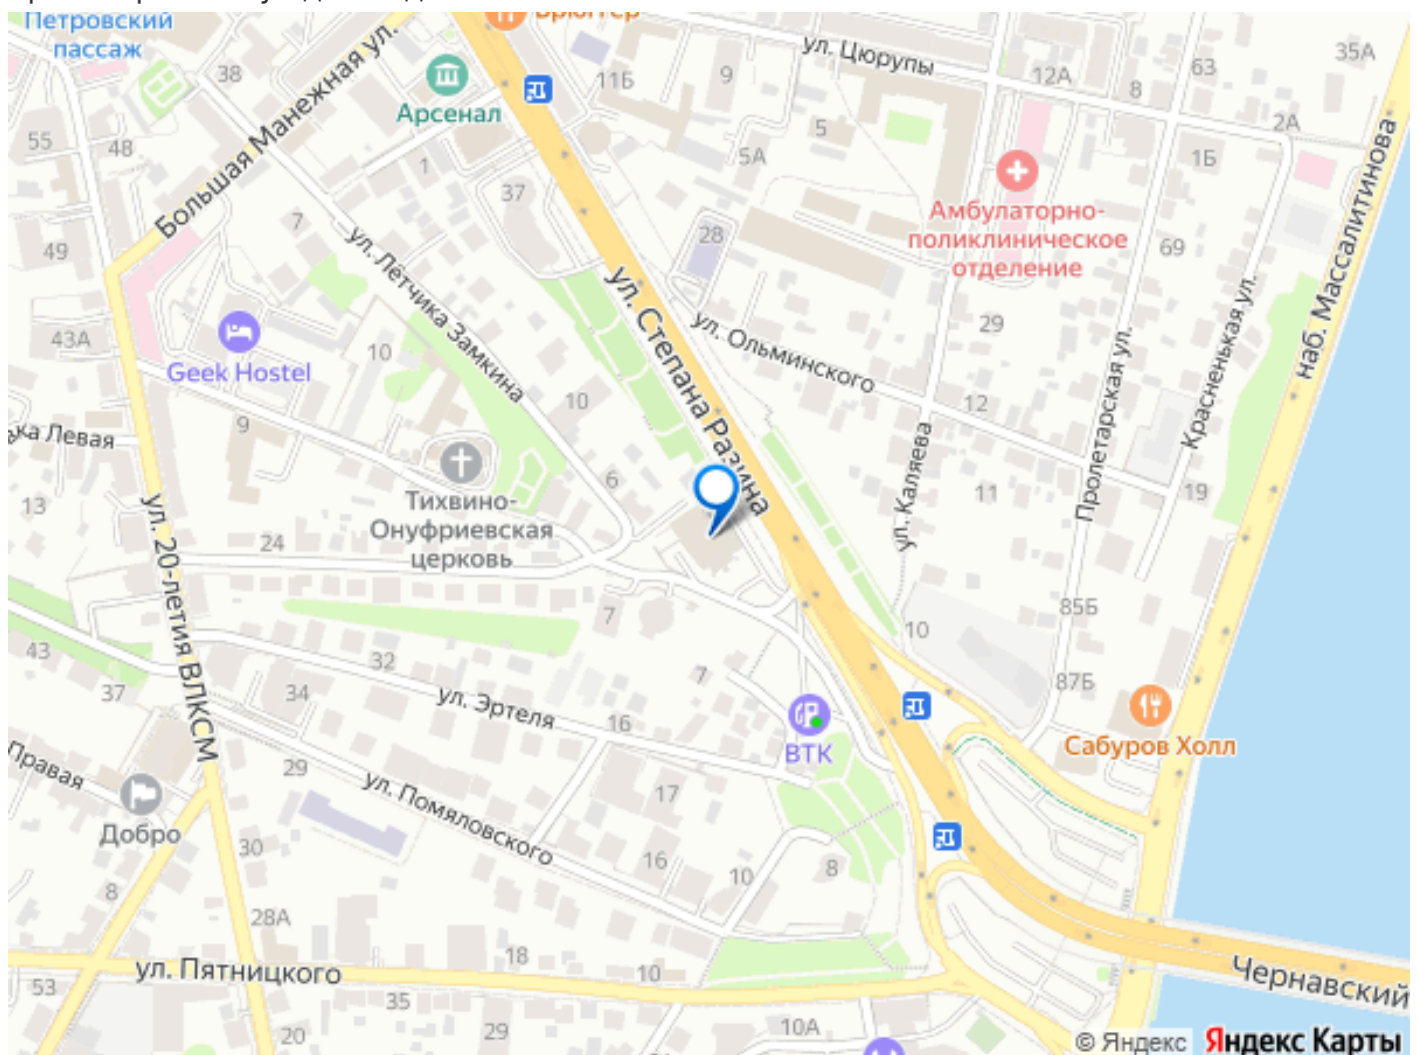 Петровский
пассаж
Брюггер
ул. Цюрупы
35А
63
12А
8
9
11Б
38
Арсенал
Большая Манежная ул.
5
5А
2А
1Б
55
48
1
37
7
28
Амбулаторно-
поликлиническое
отделение
69
49
наб. Массалитинова
ул. Лётчика Замкина
ул. Степана Разина
ул. Ольминского
29
43А
Geek Hostel
10
10
12
Красненькая ул.
Пролетарская ул.
ул. Каляева
ка Левая
9
6
11
19
13
Тихвино-
Онуфриевская
церковь
24
ул. 20-летия ВЛКСМ
7
85Б
10
43
37
32
34
7
87Б
ул. Эртеля
16
ВТК
Сабуров Холл
Правая
29
ул. Помяловского
17
Добро
30
16
10
8
8
28А
18
ул. Пятницкого
10
Чернавский
53
35
20
29
10А
© Яндекс Яндекс Карты